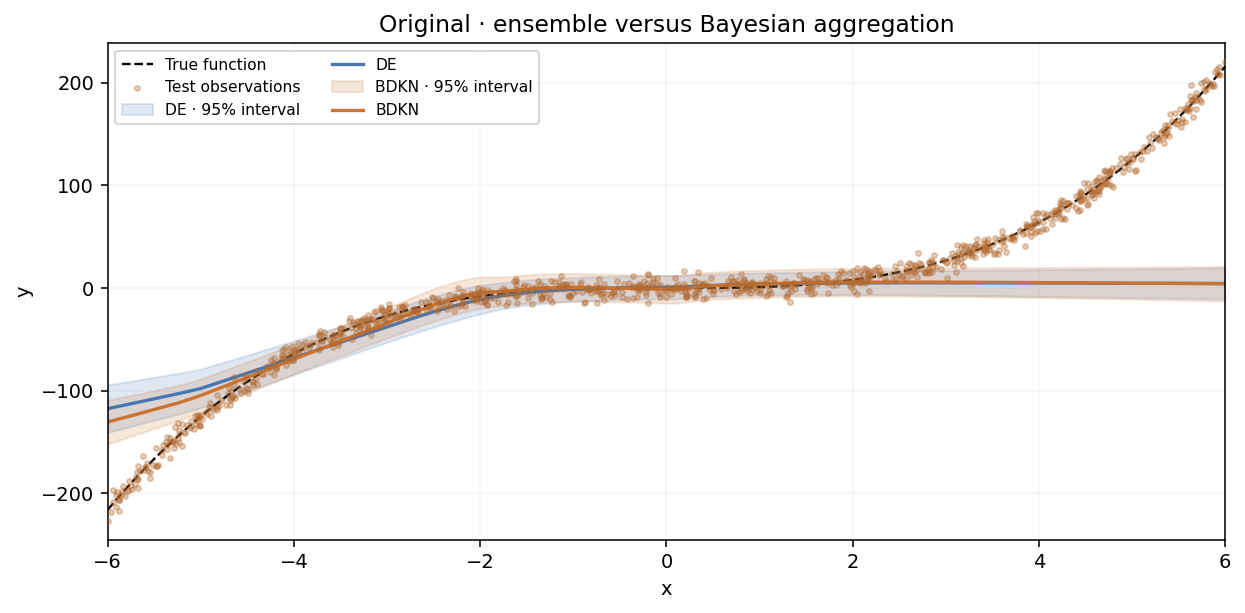 Original · ensemble versus Bayesian aggregation
True function
Test observations
DE · 95% interval
DE
BDKN · 95% interval
BDKN
y
200
100
0
−100
−200
−6
−4
−2
0
2
4
6
x